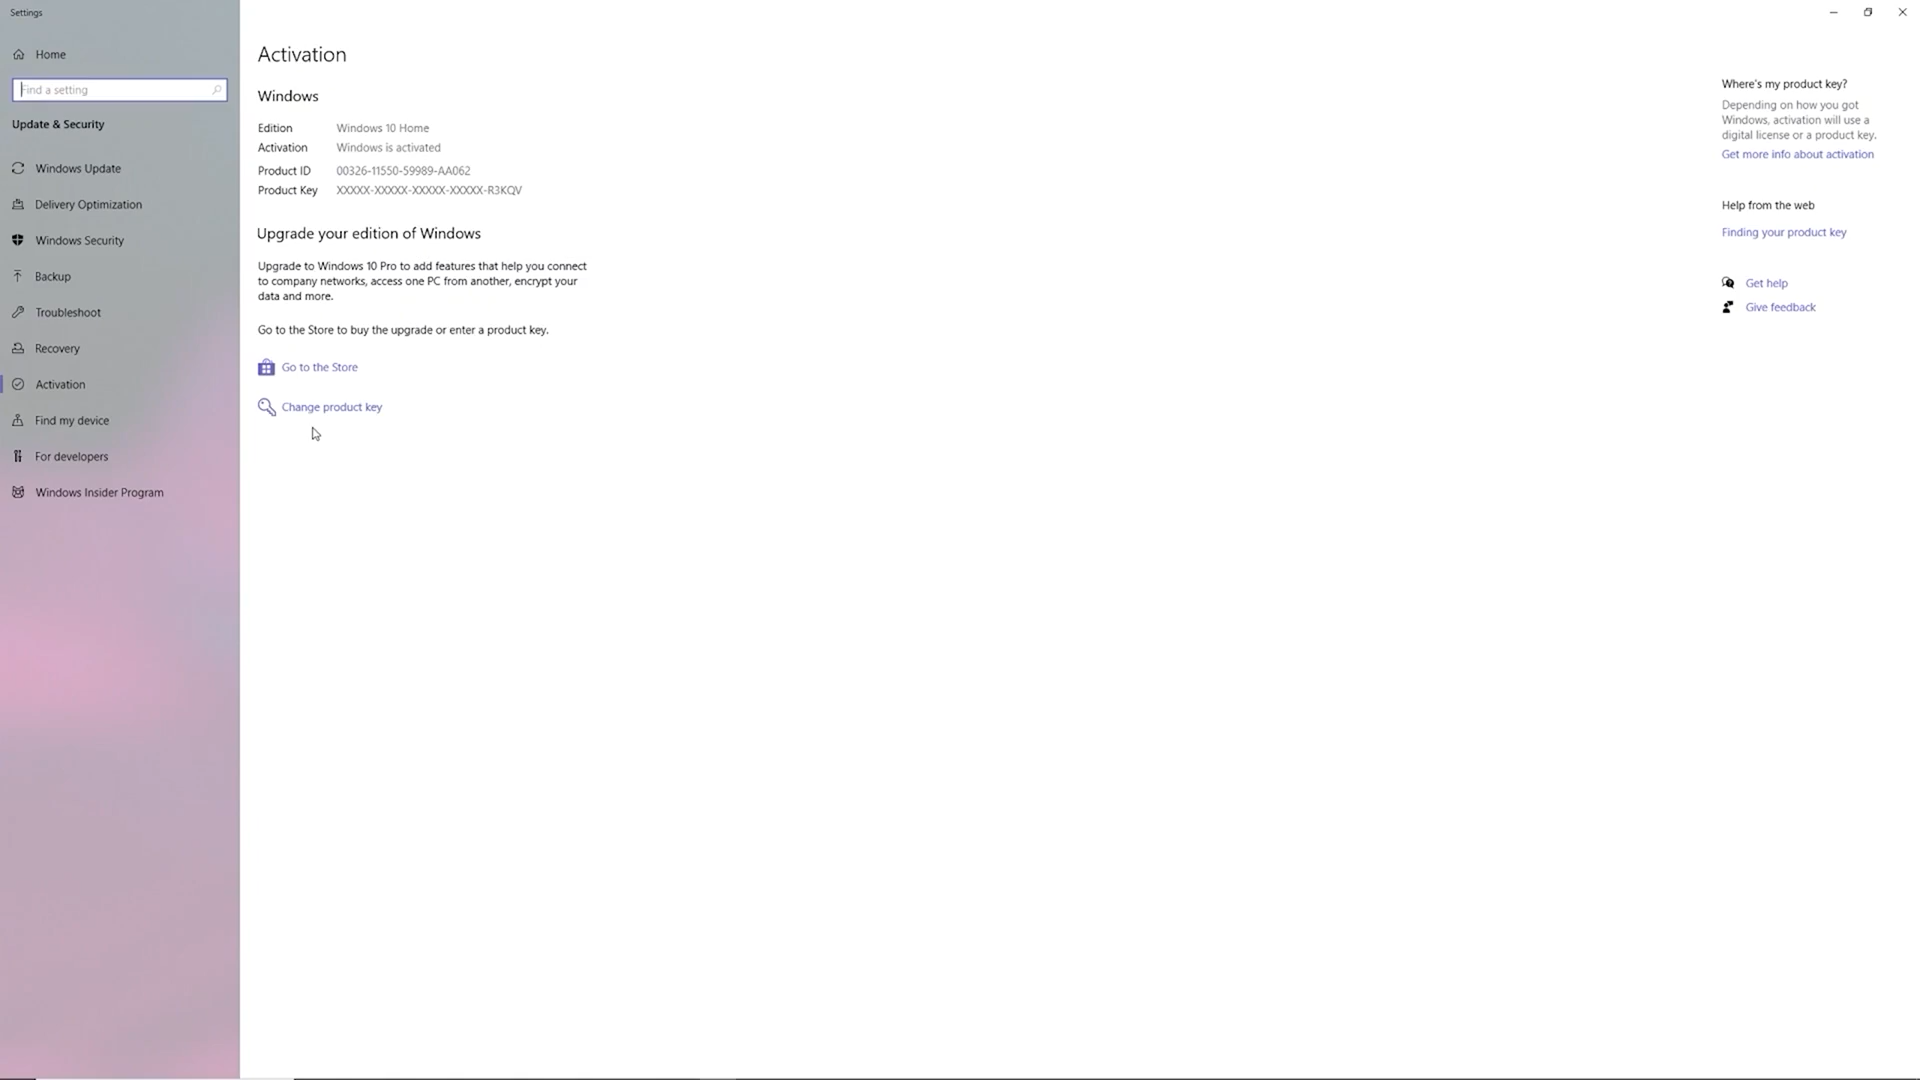 Settings
Home
Find a setting
Update & Security
Windows Update
Delivery Optimization
Windows Security
Backup
Troubleshoot
Recovery
Activation
Find my device
For developers
Windows Insider Program
Activation
Windows
Edition Windows 10 Home
Activation Windows is activated
Product ID 00326-11550-59989-AA062
Product Key XXXXX-XXXXX-XXXXX-XXXXX-R3KQV
Upgrade your edition of Windows
Upgrade to Windows 10 Pro to add features that help you connect
to company networks, access one PC from another, encrypt your
data and more.
Go to the Store to buy the upgrade or enter a product key.
Go to the Store
Change product key
Where's my product key?
Depending on how you got
Windows, activation will use a
digital license or a product key.
Get more info about activation
Help from the web
Finding your product key
Get help
Give feedback